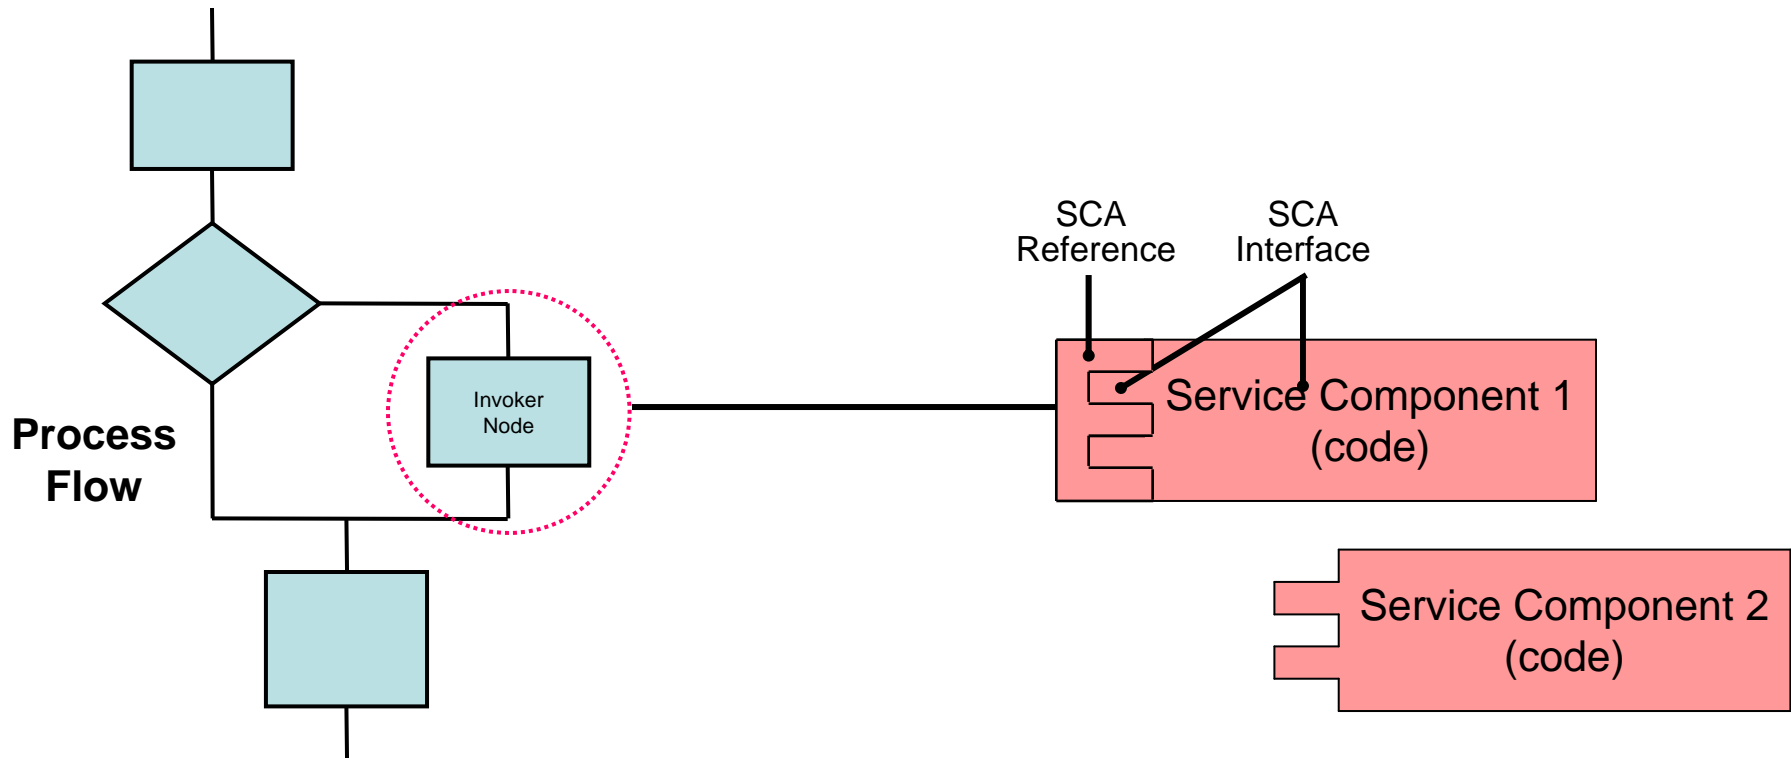 SCA
Reference
SCA
Interface
Invoker
Node
Process
Flow
Service Component 1
(code)
Service Component 2
(code)